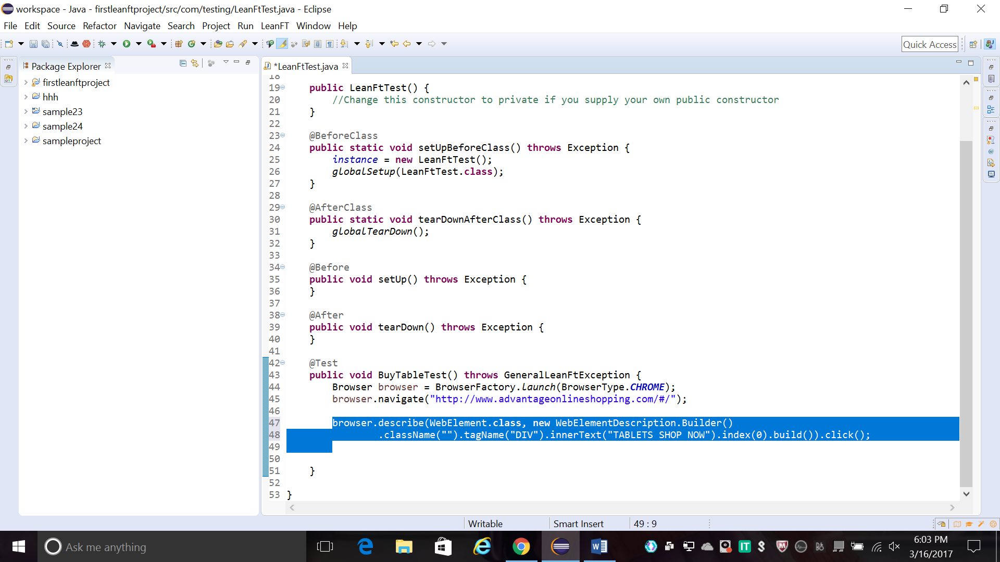 workspace - Java - firstleanftproject/src/com/testing/LeanFtTest.java - Eclipse
File Edit Source Refactor Navigate Search Project Run LeanFT Window Help
Quick Access
Package Explorer
*LeanFtTest.java
firstleanftproject
hhh
sample23
sample24
sampleproject
18
19 public LeanFtTest() {
20 //Change this constructor to private if you supply your own public constructor
21 }
22
23 @BeforeClass
24 public static void setUpBeforeClass() throws Exception {
25 instance = new LeanFtTest();
26 globalSetup(LeanFtTest.class);
27 }
28
29 @AfterClass
30 public static void tearDownAfterClass() throws Exception {
31 globalTearDown();
32 }
33
34 @Before
35 public void setUp() throws Exception {
36 }
37
38 @After
39 public void tearDown() throws Exception {
40 }
41
42 @Test
43 public void BuyTableTest() throws GeneralLeanFtException {
44 Browser browser = BrowserFactory.launch(BrowserType.CHROME);
45 browser.navigate("http://www.advantageonlineshopping.com/#/");
46
47 browser.describe(WebElement.class, new WebElementDescription.Builder()
48 .className("").tagName("DIV").innerText("TABLETS SHOP NOW").index(0).build()).click();
49
50
51 }
52
53 }
Writable Smart Insert 49 : 9
Ask me anything
6:03 PM
3/16/2017